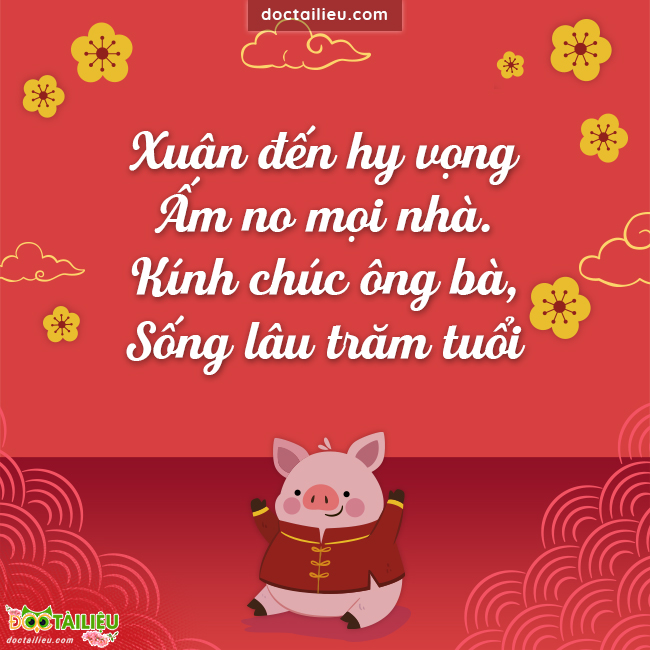 doctailieu.com
Xuân đến hy vọng
Ấm no mọi nhà.
Kính chúc ông bà,
Sống lâu trăm tuổi
ĐOCTÀILIỆU
doctailieu.com